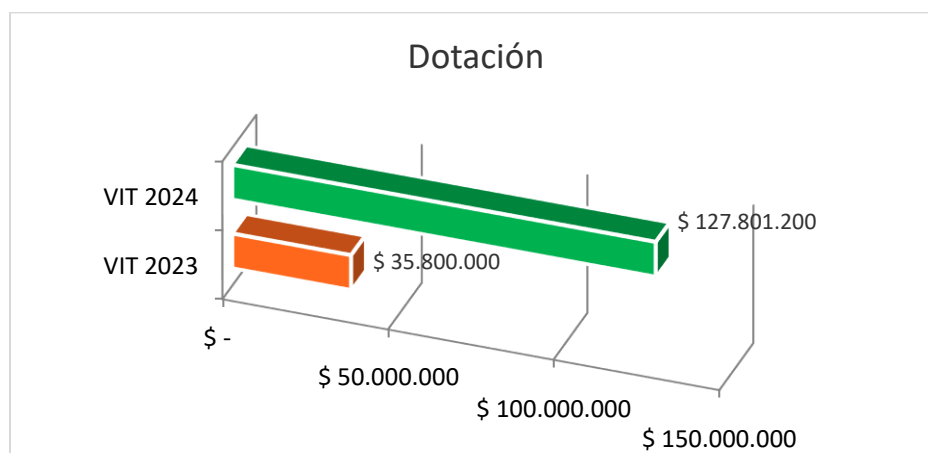 Dotación
VIT 2024
$ 127.801.200
VIT 2023
$ 35.800.000
$ -
$ 50.000.000
$ 100.000.000
$ 150.000.000